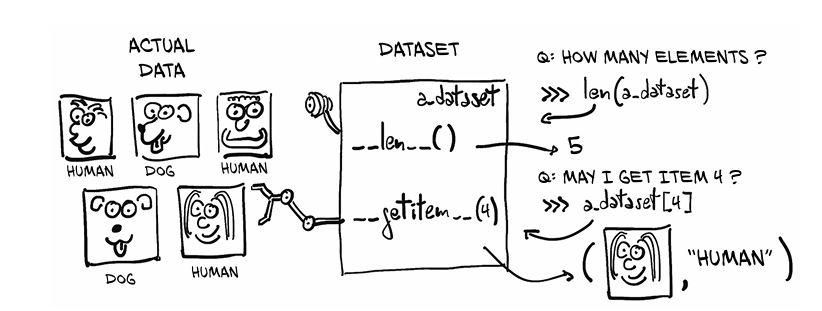 ACTUAL
DATA
HUMAN
DOG
HUMAN
DOG
HUMAN
DATASET
a_dataset
__len__()
__getitem__(4)
Q: HOW MANY ELEMENTS?
>>> len(a_dataset)
5
Q: MAY I GET ITEM 4?
>>> a_dataset[4]
( , "HUMAN")